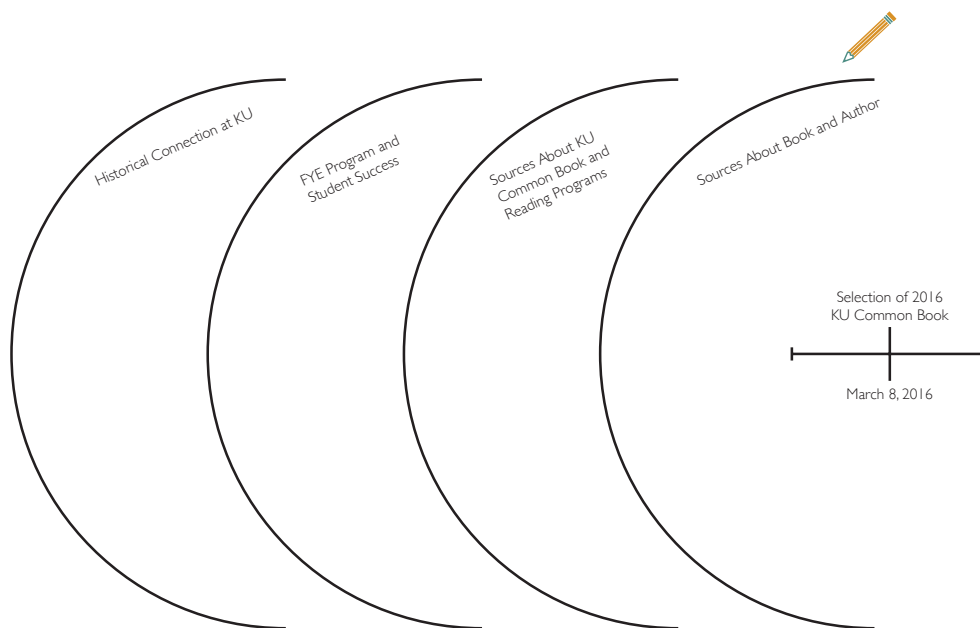 Historical Connection at KU
FYE Program and
Student Success
Sources About KU
Common Book and
Reading Programs
Sources About Book and Author
Selection of 2016
KU Common Book
March 8, 2016